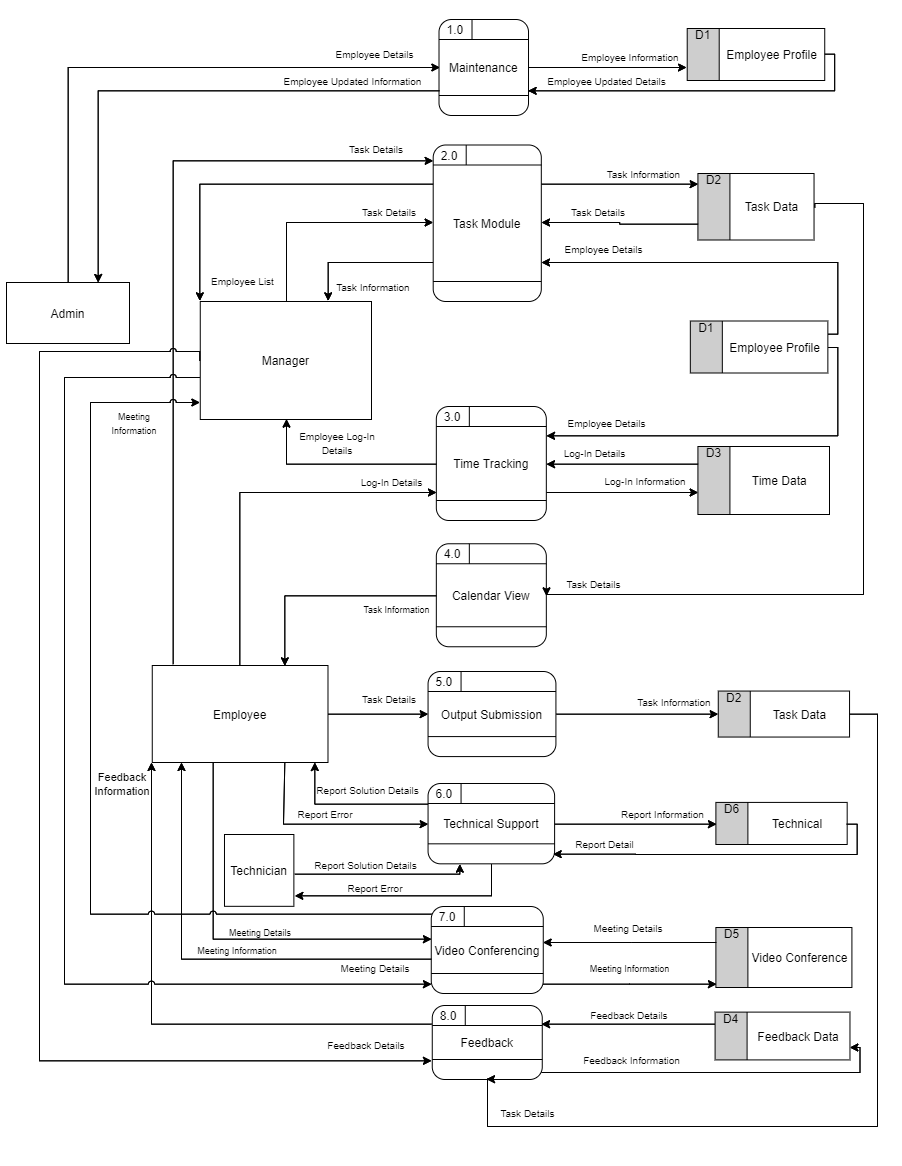 1.0
D1
Employee Details
Employee Information
Employee Profile
Maintenance
Employee Updated Information
Employee Updated Details
2.0
Task Details
Task Information
D2
Task Details
Task Details
Task Data
Task Module
Employee Details
Employee List
Task Information
Admin
D1
Employee Profile
Manager
3.0
Meeting
Information
Employee Details
Employee Log-In
Details
Log-In Details
D3
Time Tracking
Log-In Details
Log-In Information
Time Data
4.0
Task Details
Calendar View
Task Information
5.0
Task Details
Task Information
D2
Employee
Output Submission
Task Data
Feedback
Information
Report Solution Details
6.0
D6
Report Error
Report Information
Technical Support
Technical
Report Detail
Technician
Report Solution Details
Report Error
7.0
Meeting Details
Meeting Details
D5
Meeting Information
Video Conferencing
Video Conference
Meeting Details
Meeting Information
8.0
Feedback Details
D4
Feedback Details
Feedback
Feedback Data
Feedback Information
Task Details